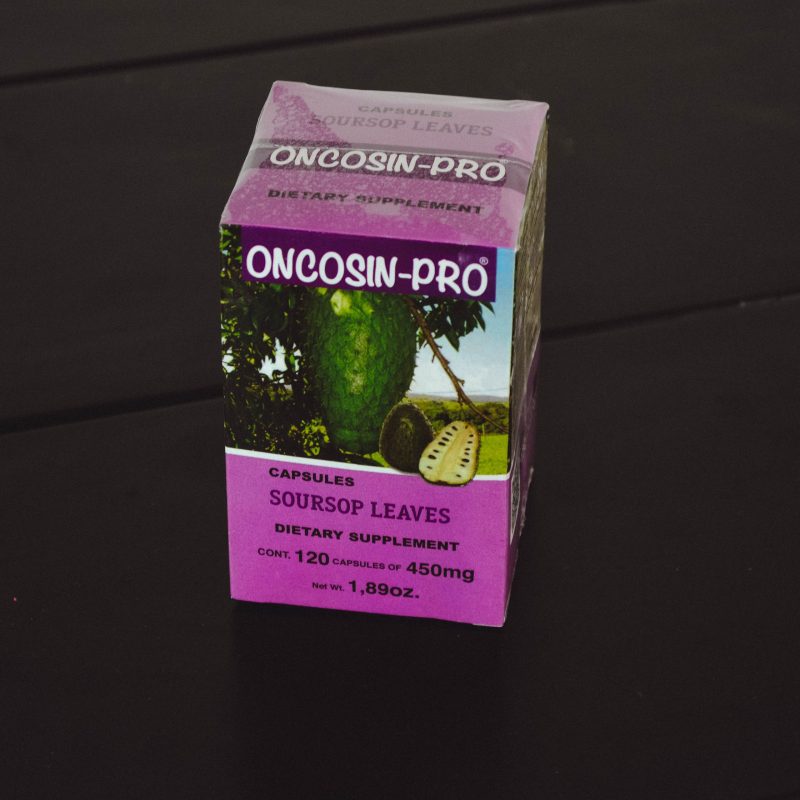 CAPSULES
SOURSOP LEAVES
ONCOSIN-PRO
DIETARY SUPPLEMENT
ONCOSIN-PRO®
CAPSULES
SOURSOP LEAVES
DIETARY SUPPLEMENT
CONT. 120 CAPSULES OF 450mg
Net Wt. 1,89oz.